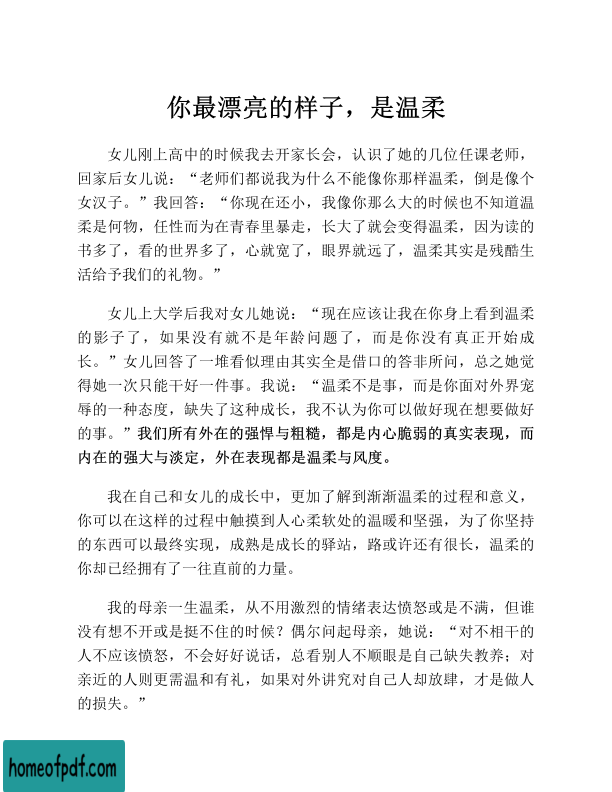 你最漂亮的样子，是温柔
女儿刚上高中的时候我去开家长会，认识了她的几位任课老师，
回家后女儿说：“老师们都说我为什么不能像你那样温柔，倒是像个
女汉子。”我回答：“你现在还小，我像你那么大的时候也不知道温
柔是何物，任性而为在青春里暴走，长大了就会变得温柔，因为读的
书多了，看的世界多了，心就宽了，眼界就远了，温柔其实是残酷生
活给予我们的礼物。”
女儿上大学后我对女儿她说：“现在应该让我在你身上看到温柔
的影子了，如果没有就不是年龄问题了，而是你没有真正开始成
长。”女儿回答了一堆看似理由其实全是借口的答非所问，总之她觉
得她一次只能干好一件事。我说：“温柔不是事，而是你面对外界宠
辱的一种态度，缺失了这种成长，我不认为你可以做好现在想要做好
的事。”我们所有外在的强悍与粗糙，都是内心脆弱的真实表现，而
内在的强大与淡定，外在表现都是温柔与风度。
我在自己和女儿的成长中，更加了解到渐渐温柔的过程和意义，
你可以在这样的过程中触摸到人心柔软处的温暖和坚强，为了你坚持
的东西可以最终实现，成熟是成长的驿站，路或许还有很长，温柔的
你却已经拥有了一往直前的力量。
我的母亲一生温柔，从不用激烈的情绪表达愤怒或是不满，但谁
没有想不开或是挺不住的时候？偶尔问起母亲，她说：“对不相干的
人不应该愤怒，不会好好说话，总看别人不顺眼是自己缺失教养；对
亲近的人则更需温和有礼，如果对外讲究对自己人却放肆，才是做人
的损失。”
homeofpdf.com